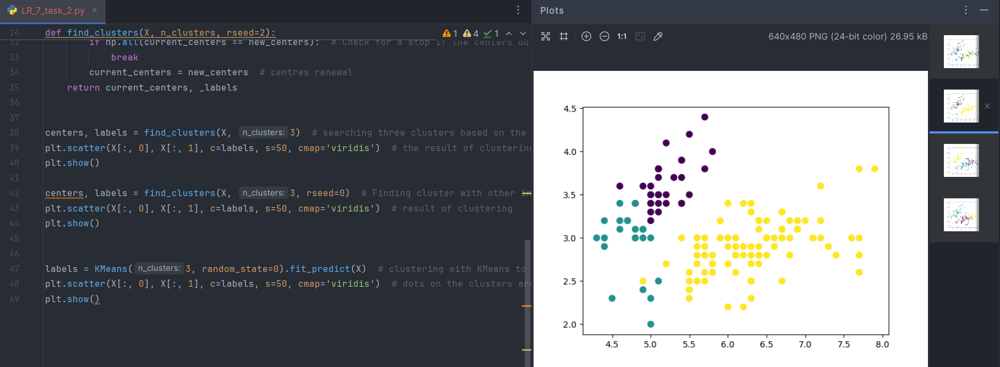 LR_7_task_2.py
Plots
24 def find_clusters(X, n_clusters, rseed=2):
1 4 1
32 if np.all(current_centers == new_centers): # Check for a stop if the centers do
33 break
34 current_centers = new_centers # centres renewal
35 return current_centers, _labels
36
37
38 centers, labels = find_clusters(X, n_clusters: 3) # searching three clusters based on the
39 plt.scatter(X[:, 0], X[:, 1], c=labels, s=50, cmap='viridis') # the result of clustering
40 plt.show()
41
42 centers, labels = find_clusters(X, n_clusters: 3, rseed=0) # Finding cluster with other in
43 plt.scatter(X[:, 0], X[:, 1], c=labels, s=50, cmap='viridis') # result of clustering
44 plt.show()
45
46
47 labels = KMeans( n_clusters: 3, random_state=0).fit_predict(X) # clustering with KMeans to
48 plt.scatter(X[:, 0], X[:, 1], c=labels, s=50, cmap='viridis') # dots on the clusters are
49 plt.show()
1:1
640x480 PNG (24-bit color) 26.95 kB
4.5
4.0
3.5
3.0
2.5
2.0
4.5 5.0 5.5 6.0 6.5 7.0 7.5 8.0